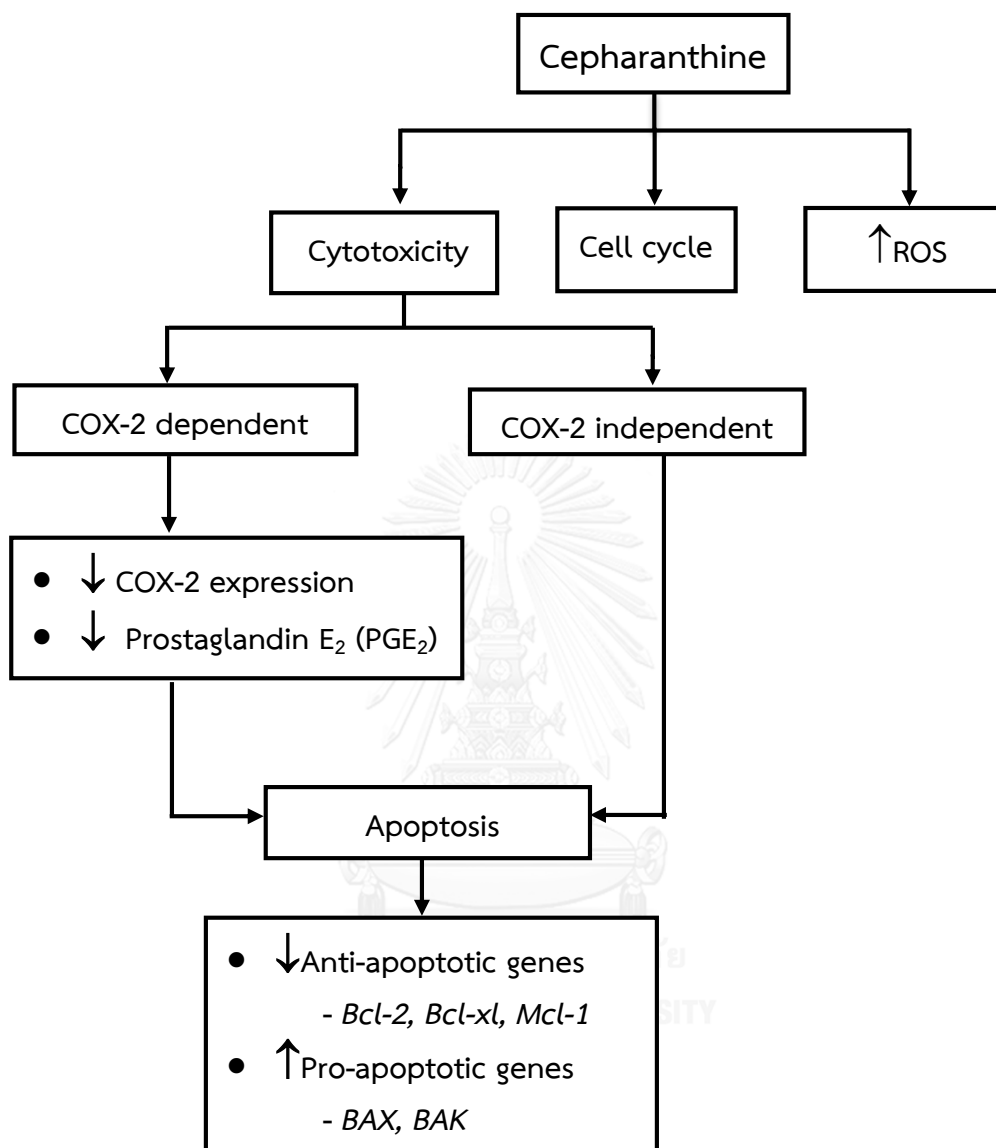 Cepharanthine
Cytotoxicity
Cell cycle
↑ROS
COX-2 dependent
COX-2 independent
● ↓ COX-2 expression
● ↓ Prostaglandin E₂ (PGE₂)
Apoptosis
● ↓Anti-apoptotic genes
- Bcl-2, Bcl-xl, Mcl-1
● ↑Pro-apoptotic genes
- BAX, BAK